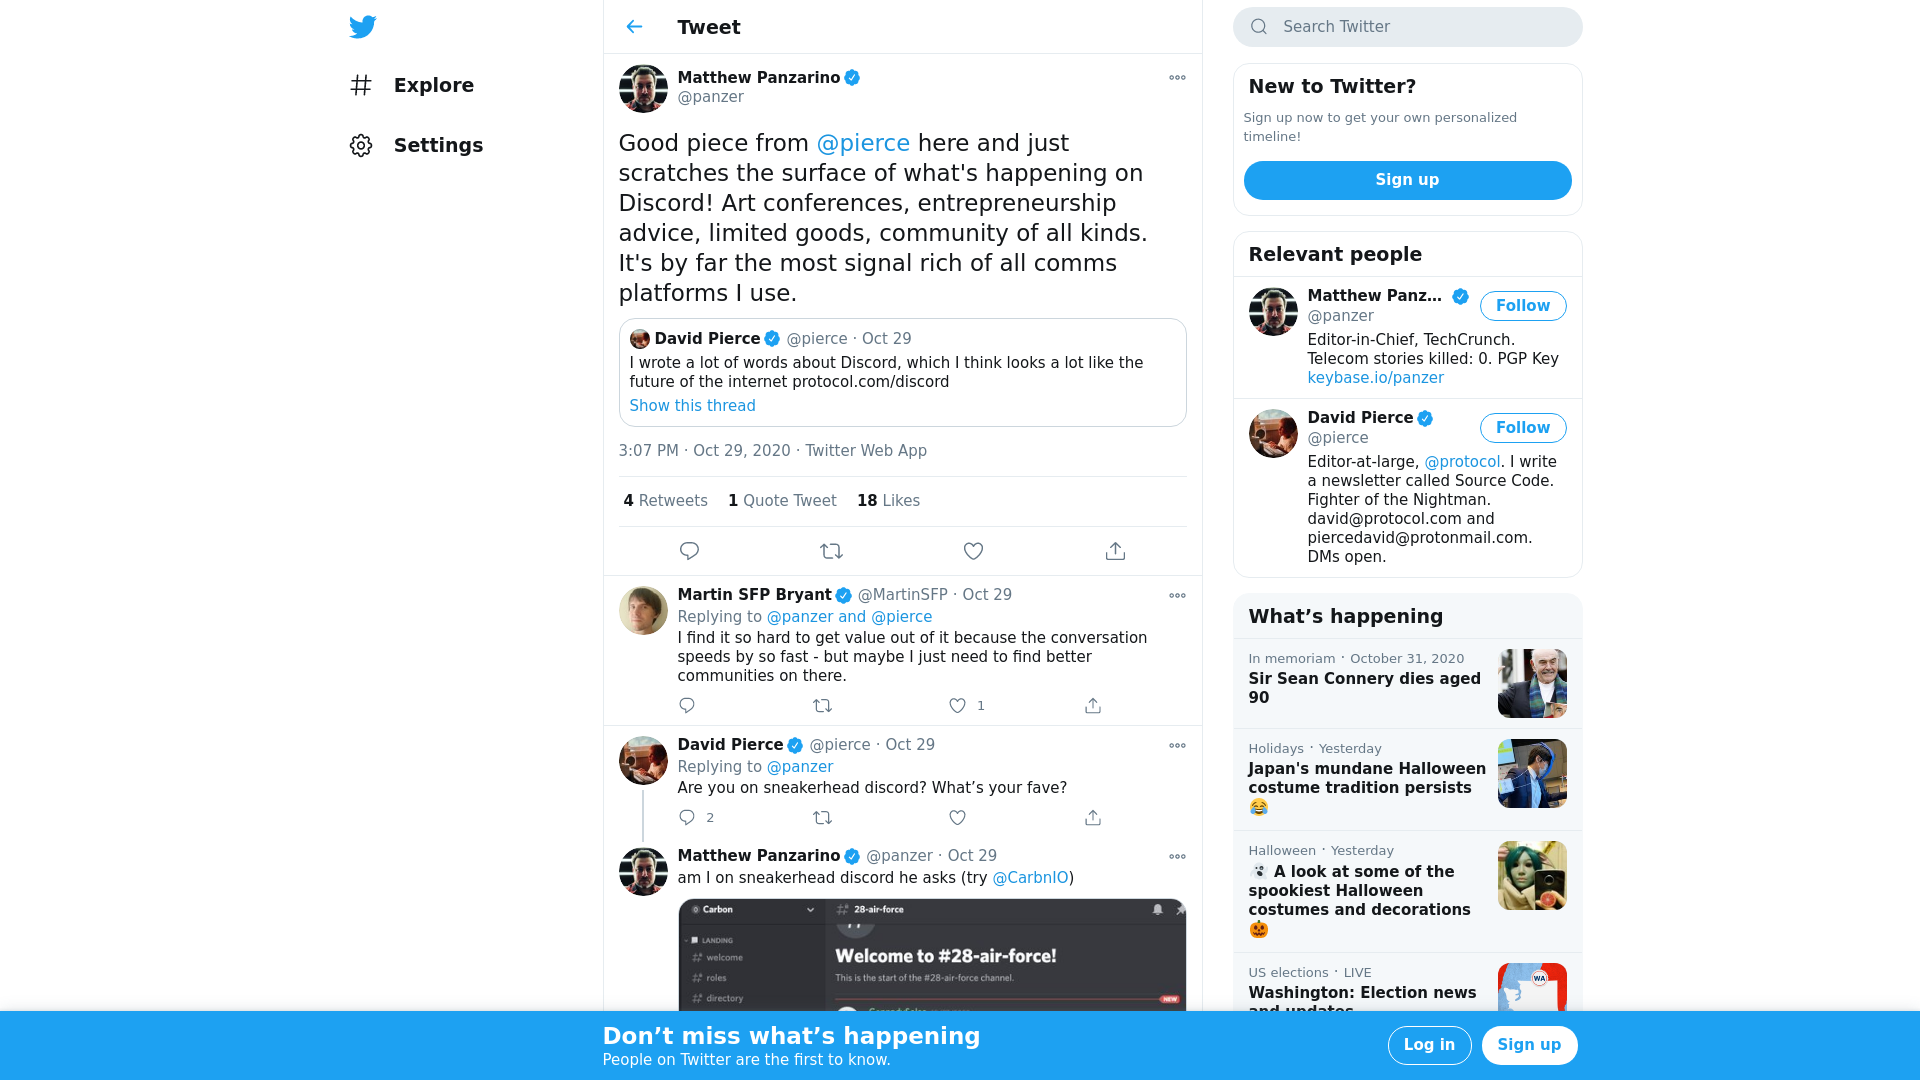 Explore
Settings
Tweet
Matthew Panzarino
@panzer
Good piece from @pierce here and just
scratches the surface of what's happening on
Discord! Art conferences, entrepreneurship
advice, limited goods, community of all kinds.
It's by far the most signal rich of all comms
platforms I use.
David Pierce @pierce · Oct 29
I wrote a lot of words about Discord, which I think looks a lot like the
future of the internet protocol.com/discord
Show this thread
3:07 PM · Oct 29, 2020 · Twitter Web App
4 Retweets 1 Quote Tweet 18 Likes
Martin SFP Bryant @MartinSFP · Oct 29
Replying to @panzer and @pierce
I find it so hard to get value out of it because the conversation
speeds by so fast - but maybe I just need to find better
communities on there.
1
David Pierce @pierce · Oct 29
Replying to @panzer
Are you on sneakerhead discord? What’s your fave?
2
Matthew Panzarino @panzer · Oct 29
am I on sneakerhead discord he asks (try @CarbnIO)
Carbon
28-air-force
LANDING
welcome
roles
directory
Welcome to #28-air-force!
This is the start of the #28-air-force channel.
NEW
Search Twitter
New to Twitter?
Sign up now to get your own personalized
timeline!
Sign up
Relevant people
Matthew Panz...
@panzer
Follow
Editor-in-Chief, TechCrunch.
Telecom stories killed: 0. PGP Key
keybase.io/panzer
David Pierce
@pierce
Follow
Editor-at-large, @protocol. I write
a newsletter called Source Code.
Fighter of the Nightman.
david@protocol.com and
piercedavid@protonmail.com.
DMs open.
What’s happening
In memoriam · October 31, 2020
Sir Sean Connery dies aged
90
Holidays · Yesterday
Japan's mundane Halloween
costume tradition persists
😂
Halloween · Yesterday
👻 A look at some of the
spookiest Halloween
costumes and decorations
🎃
US elections · LIVE
Washington: Election news
and updates
WA
Don’t miss what’s happening
People on Twitter are the first to know.
Log in
Sign up